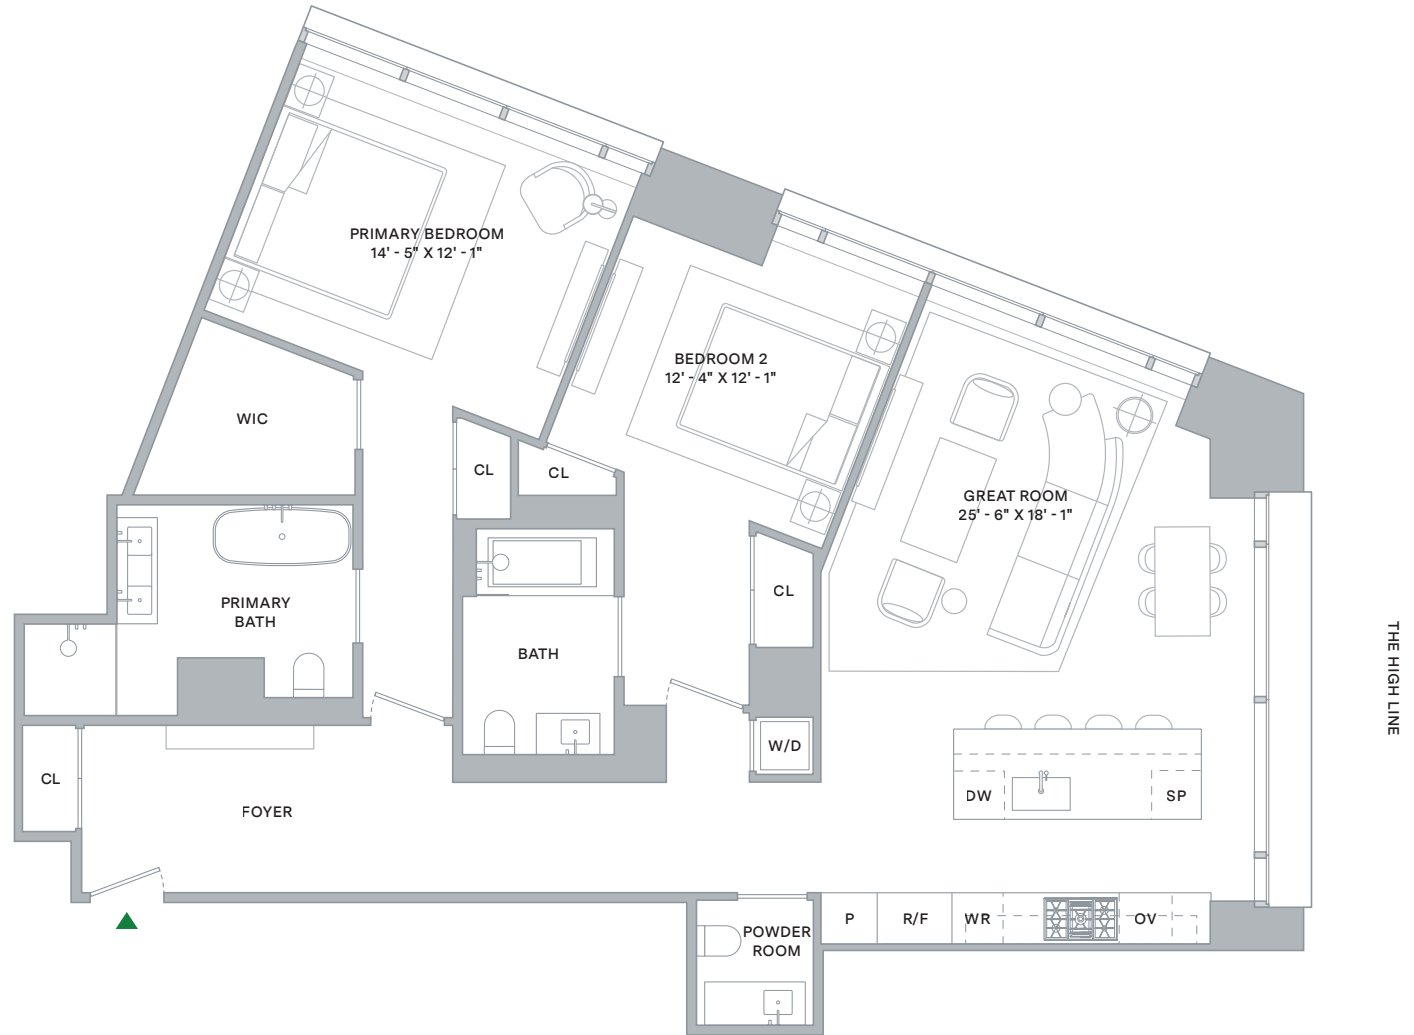 PRIMARY BEDROOM
14' - 5" X 12' - 1"
BEDROOM 2
12' - 4" X 12' - 1"
WIC
CL
CL
GREAT ROOM
25' - 6" X 18' - 1"
CL
PRIMARY
BATH
BATH
THE HIGH LINE
W/D
CL
FOYER
DW
SP
P
R/F
WR
OV
POWDER
ROOM